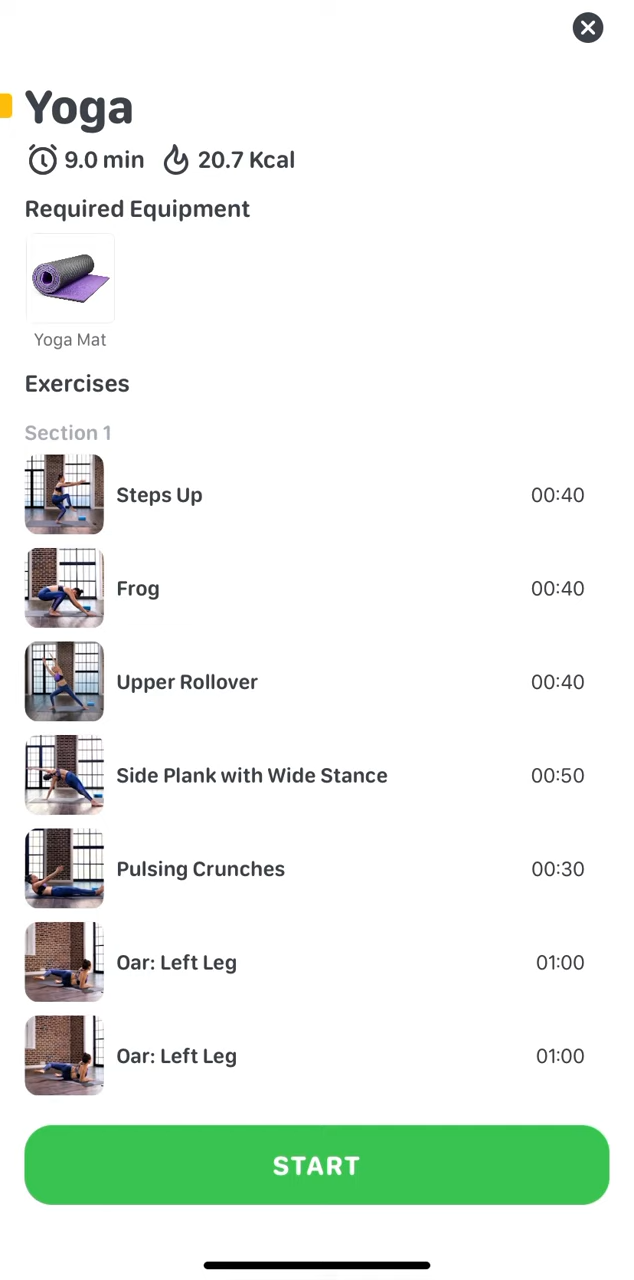 Yoga
9.0 min 20.7 Kcal
Required Equipment
Yoga Mat
Exercises
Section 1
Steps Up 00:40
Frog 00:40
Upper Rollover 00:40
Side Plank with Wide Stance 00:50
Pulsing Crunches 00:30
Oar: Left Leg 01:00
Oar: Left Leg 01:00
START